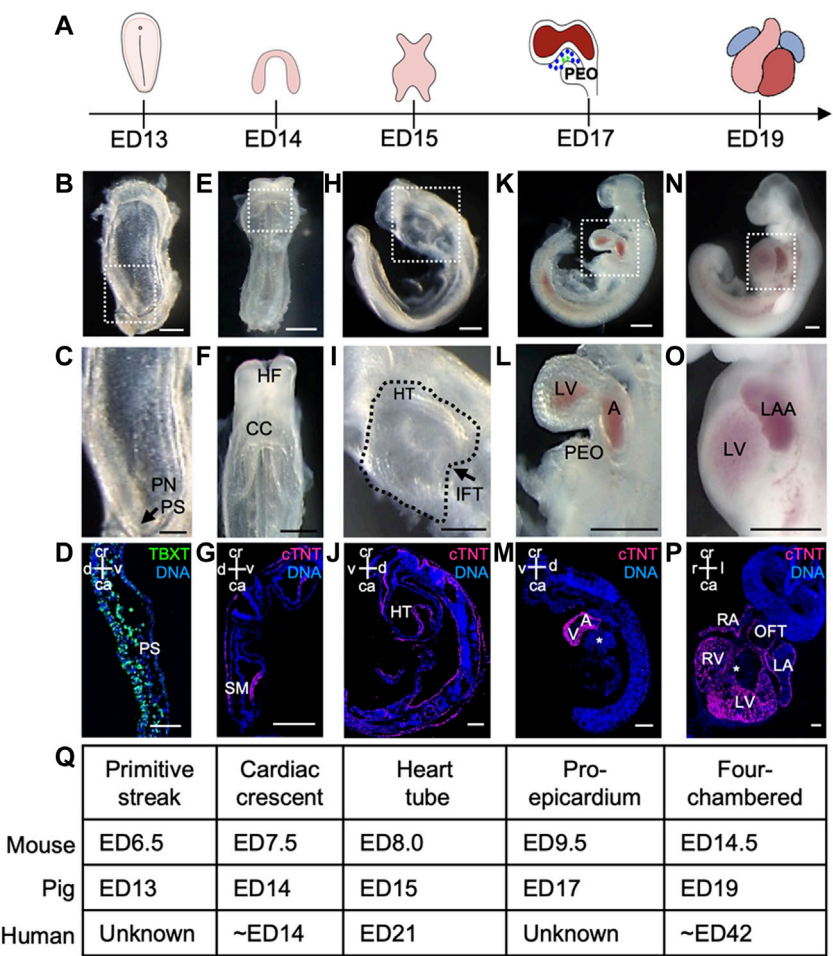 A
PEO
ED13 ED14 ED15 ED17 ED19
B E H K N
C F I L O
HF
HT
LV
A
LAA
CC
LV
PN
PEO
PS
IFT
D cr TBXT G cr cTNT J cr cTNT M cr cTNT P cr cTNT
d v DNA d v DNA v d DNA v d DNA r l DNA
ca ca ca ca ca
HT
A
V
*
RA
OFT
PS
RV
*
LA
SM
LV
Q
Primitive Cardiac Heart Pro- Four-
streak crescent tube epicardium chambered
Mouse ED6.5 ED7.5 ED8.0 ED9.5 ED14.5
Pig ED13 ED14 ED15 ED17 ED19
Human Unknown ~ED14 ED21 Unknown ~ED42